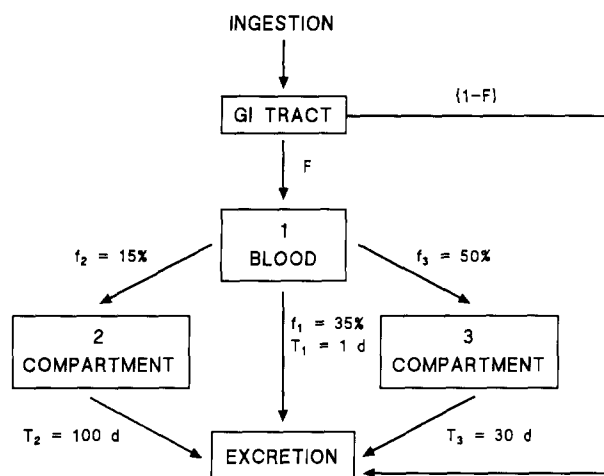 INGESTION
GI TRACT
(1-F)
F
1
BLOOD
f₂ = 15%
f₃ = 50%
f₁ = 35%
T₁ = 1 d
2
COMPARTMENT
3
COMPARTMENT
T₂ = 100 d
T₃ = 30 d
EXCRETION